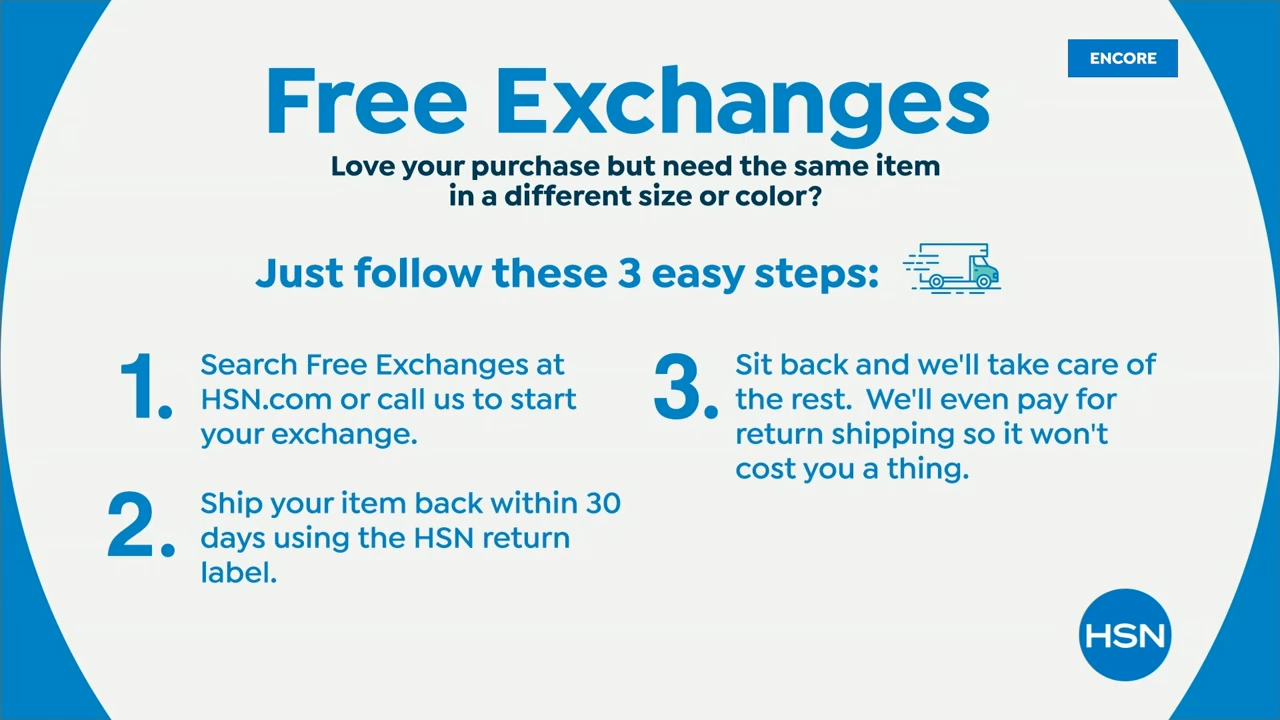 ENCORE
Free Exchanges
Love your purchase but need the same item
in a different size or color?
Just follow these 3 easy steps:
1. Search Free Exchanges at
HSN.com or call us to start
your exchange.
2. Ship your item back within 30
days using the HSN return
label.
3. Sit back and we'll take care of
the rest.  We'll even pay for
return shipping so it won't
cost you a thing.
HSN